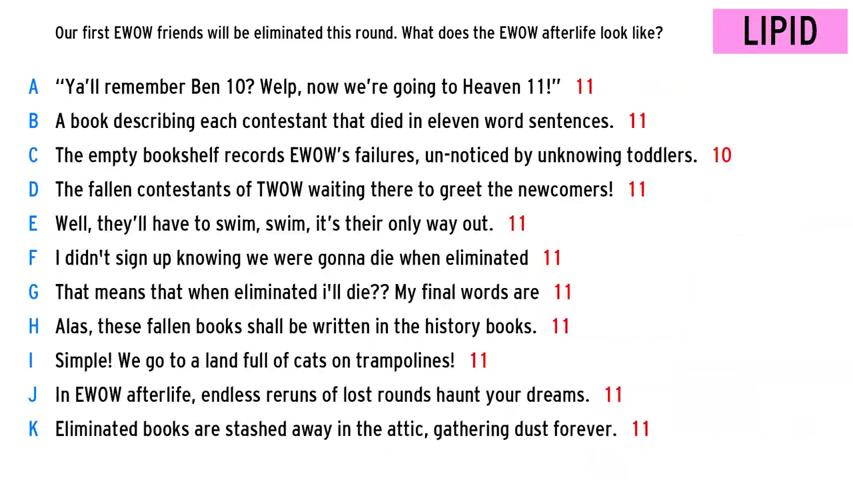 Our first EWOW friends will be eliminated this round. What does the EWOW afterlife look like?
LIPID
A “Ya’ll remember Ben 10? Welp, now we’re going to Heaven 11!” 11
B A book describing each contestant that died in eleven word sentences. 11
C The empty bookshelf records EWOW’s failures, un-noticed by unknowing toddlers. 10
D The fallen contestants of TWOW waiting there to greet the newcomers! 11
E Well, they’ll have to swim, swim, it’s their only way out. 11
F I didn't sign up knowing we were gonna die when eliminated 11
G That means that when eliminated i'll die?? My final words are 11
H Alas, these fallen books shall be written in the history books. 11
I Simple! We go to a land full of cats on trampolines! 11
J In EWOW afterlife, endless reruns of lost rounds haunt your dreams. 11
K Eliminated books are stashed away in the attic, gathering dust forever. 11